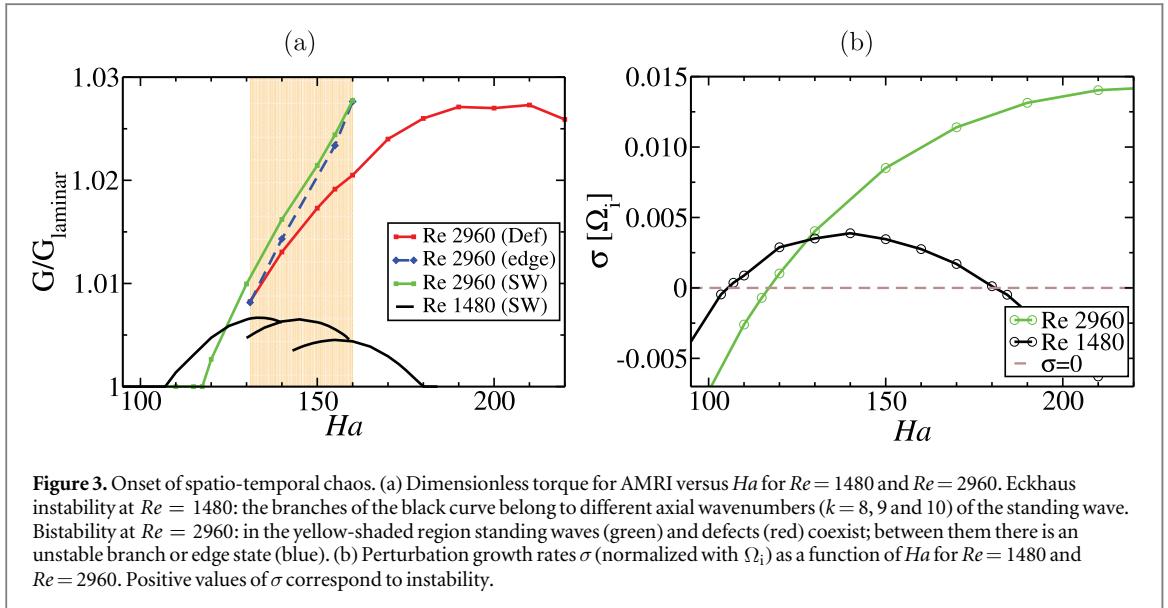 (a)
(b)
1.03
1.02
1.01
1
G/G_laminar
100
150
200
Ha
Re 2960 (Def)
Re 2960 (edge)
Re 2960 (SW)
Re 1480 (SW)
0.015
0.010
0.005
0
-0.005
σ [Ω_i]
100
150
200
Ha
Re 2960
Re 1480
σ=0
Figure 3. Onset of spatio-temporal chaos. (a) Dimensionless torque for AMRI versus Ha for Re = 1480 and Re = 2960. Eckhaus
instability at Re = 1480: the branches of the black curve belong to different axial wavenumbers (k = 8, 9 and 10) of the standing wave.
Bistability at Re = 2960: in the yellow-shaded region standing waves (green) and defects (red) coexist; between them there is an
unstable branch or edge state (blue). (b) Perturbation growth rates σ (normalized with Ω_i) as a function of Ha for Re = 1480 and
Re = 2960. Positive values of σ correspond to instability.